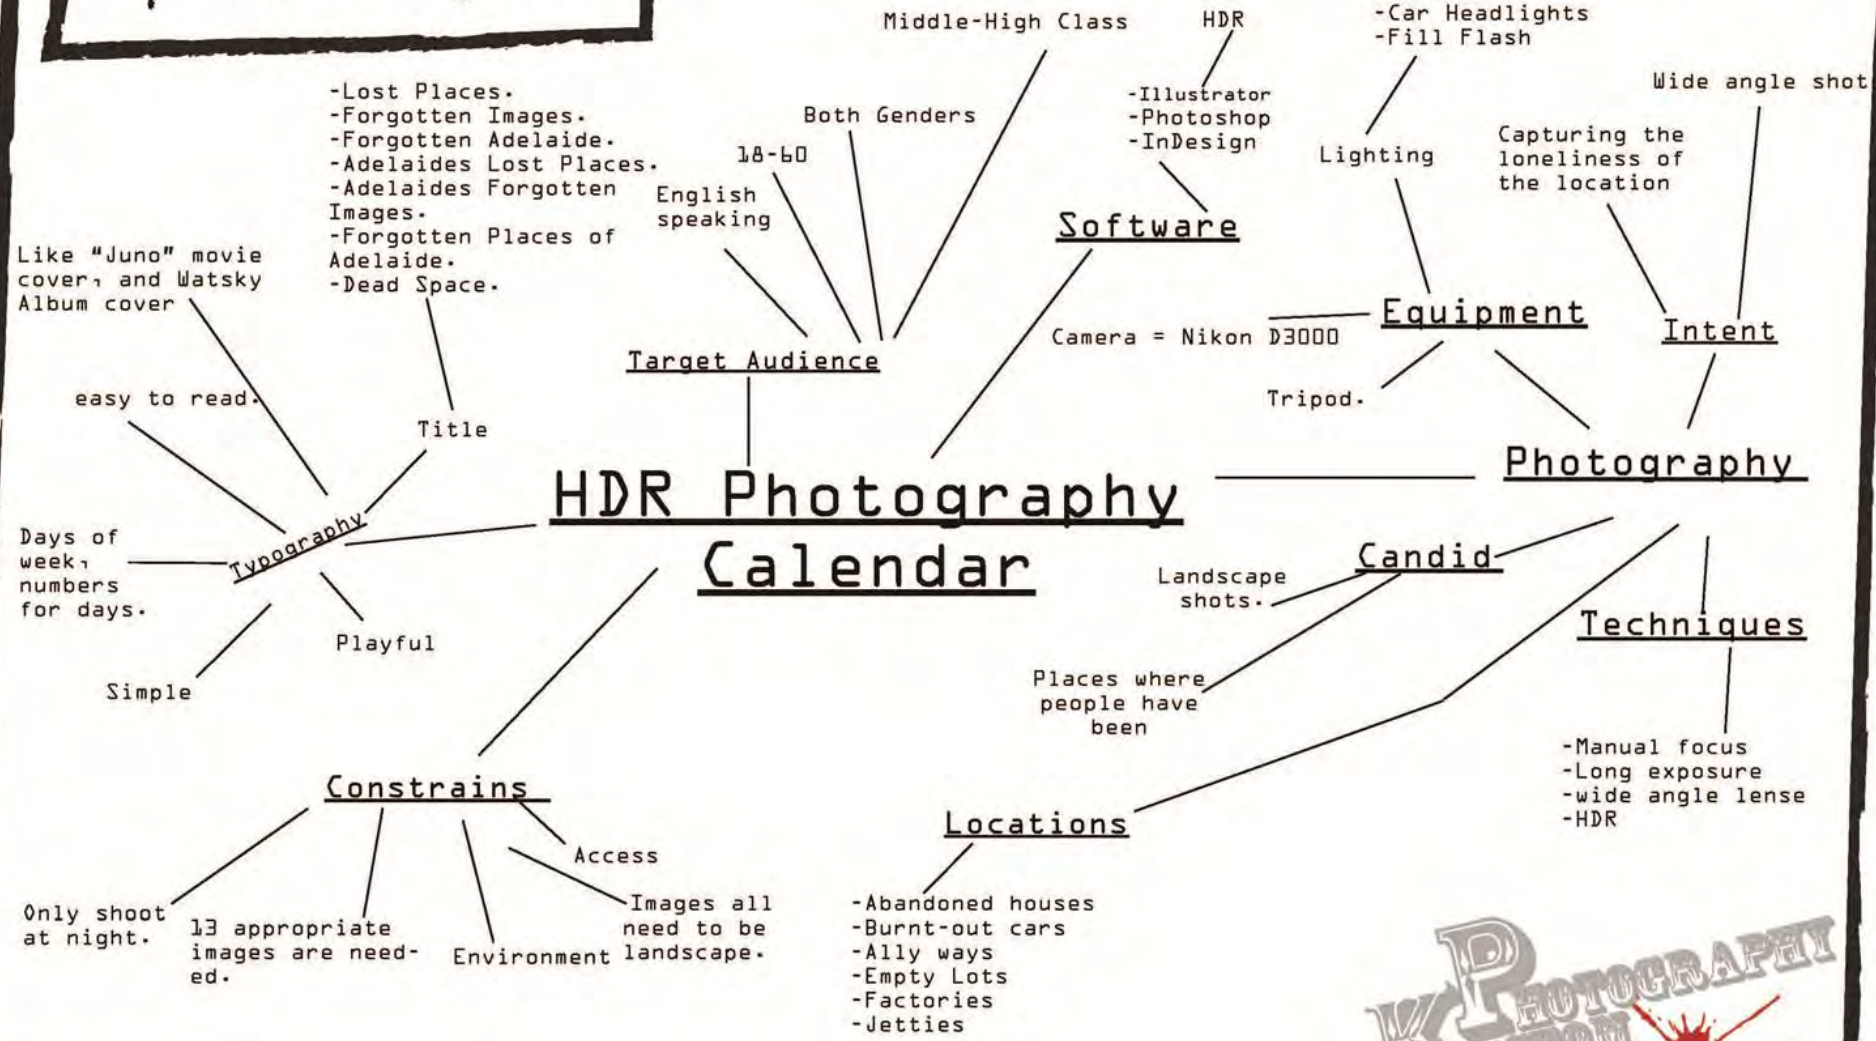 Middle-High Class
HDR
-Car Headlights
-Fill Flash
Wide angle shot
-Lost Places.
-Forgotten Images.
-Forgotten Adelaide.
-Adelaides Lost Places.
-Adelaides Forgotten
Images.
-Forgotten Places of
Adelaide.
-Dead Space.
Both Genders
18-60
English
speaking
-Illustrator
-Photoshop
-InDesign
Lighting
Capturing the
loneliness of
the location
Software
Like "Juno" movie
cover, and Watsky
Album cover
Equipment
Intent
Camera = Nikon D3000
Target Audience
Tripod.
easy to read.
Title
Photography
HDR Photography
Calendar
Typography
Days of
week,
numbers
for days.
Playful
Simple
Candid
Landscape
shots.
Places where
people have
been
Techniques
-Manual focus
-Long exposure
-wide angle lense
-HDR
Constrains
Access
Only shoot
at night.
13 appropriate
images are need-
ed.
Environment
Images all
need to be
landscape.
Locations
-Abandoned houses
-Burnt-out cars
-Ally ways
-Empty Lots
-Factories
-Jetties
PHOTOGRAPHY